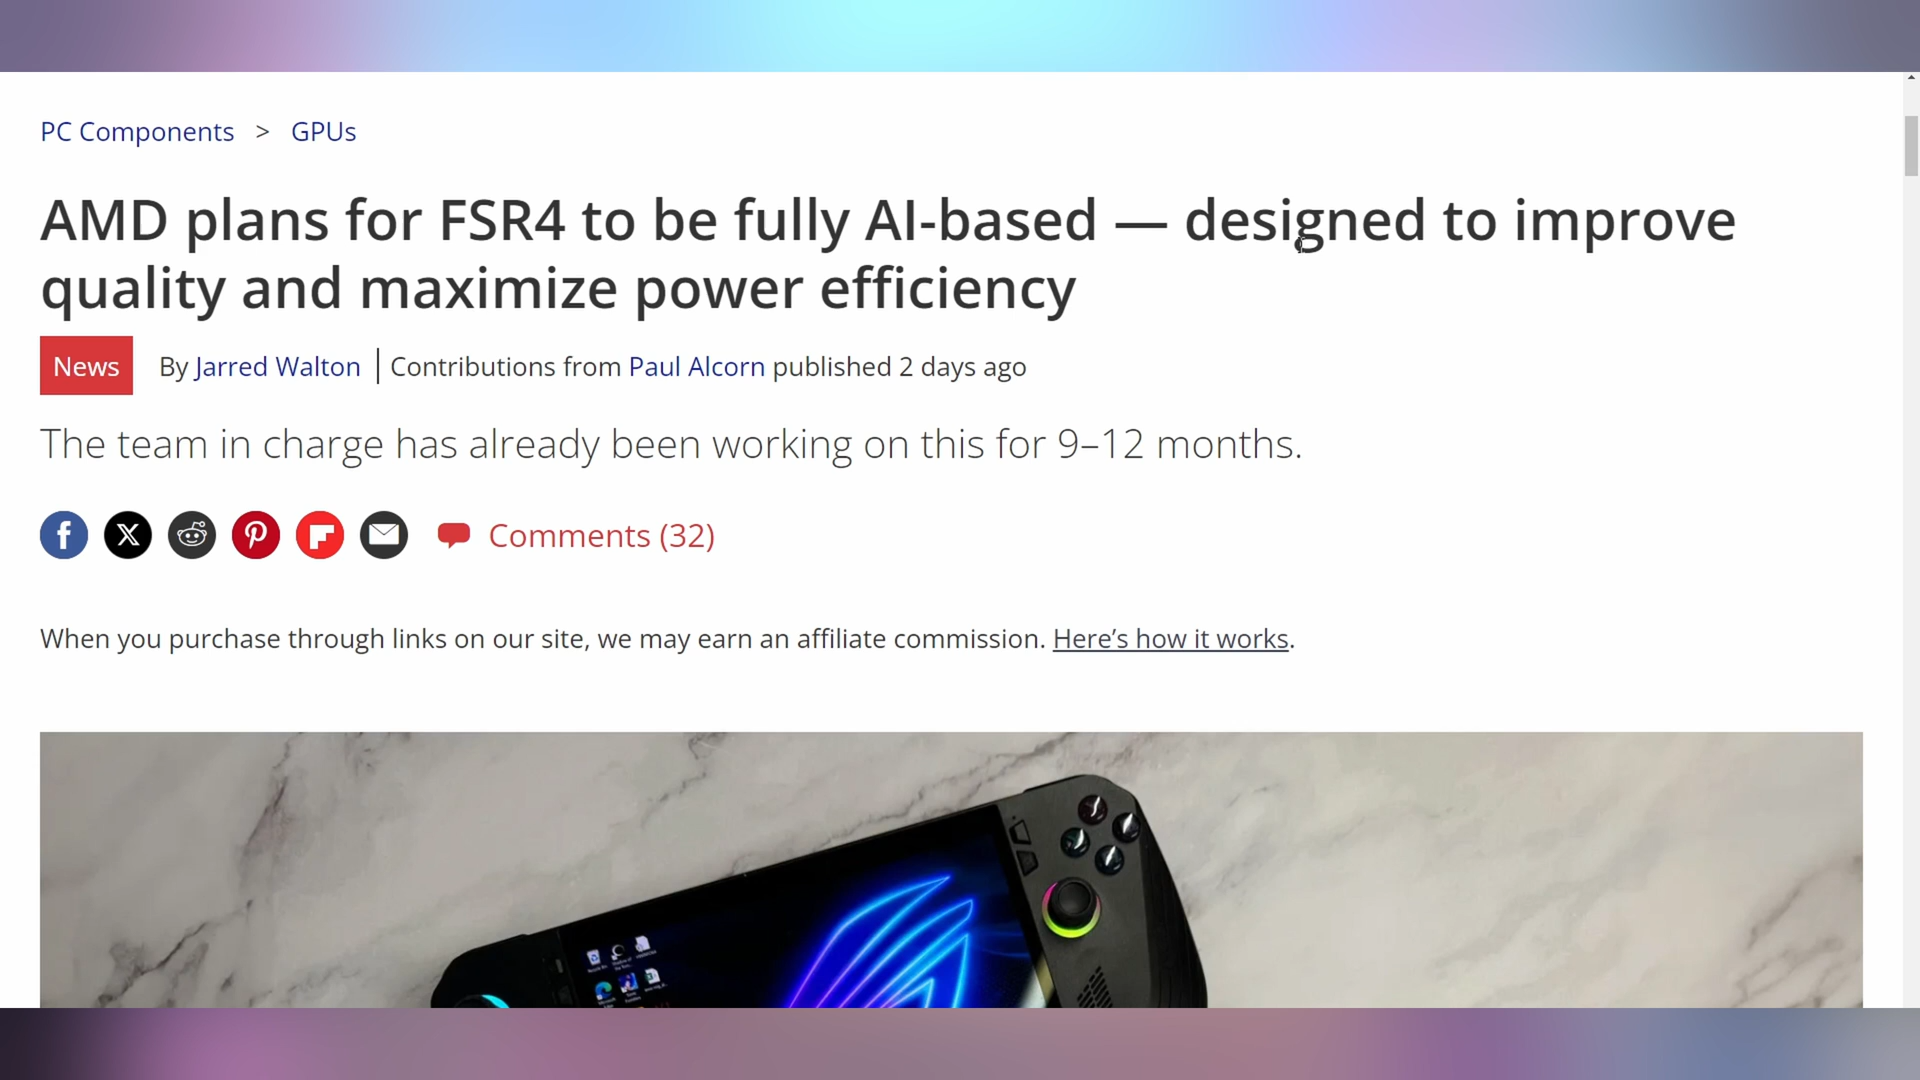 PC Components > GPUs
AMD plans for FSR4 to be fully AI-based — designed to improve
quality and maximize power efficiency
News By Jarred Walton | Contributions from Paul Alcorn published 2 days ago
The team in charge has already been working on this for 9–12 months.
Comments (32)
When you purchase through links on our site, we may earn an affiliate commission. Here’s how it works.